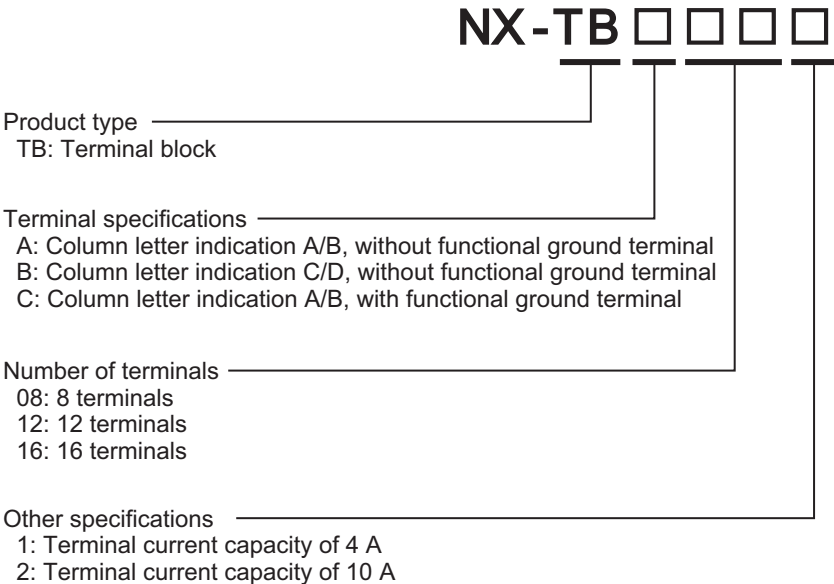 NX-TB □ □ □ □
Product type
TB: Terminal block
Terminal specifications
A: Column letter indication A/B, without functional ground terminal
B: Column letter indication C/D, without functional ground terminal
C: Column letter indication A/B, with functional ground terminal
Number of terminals
08: 8 terminals
12: 12 terminals
16: 16 terminals
Other specifications
1: Terminal current capacity of 4 A
2: Terminal current capacity of 10 A